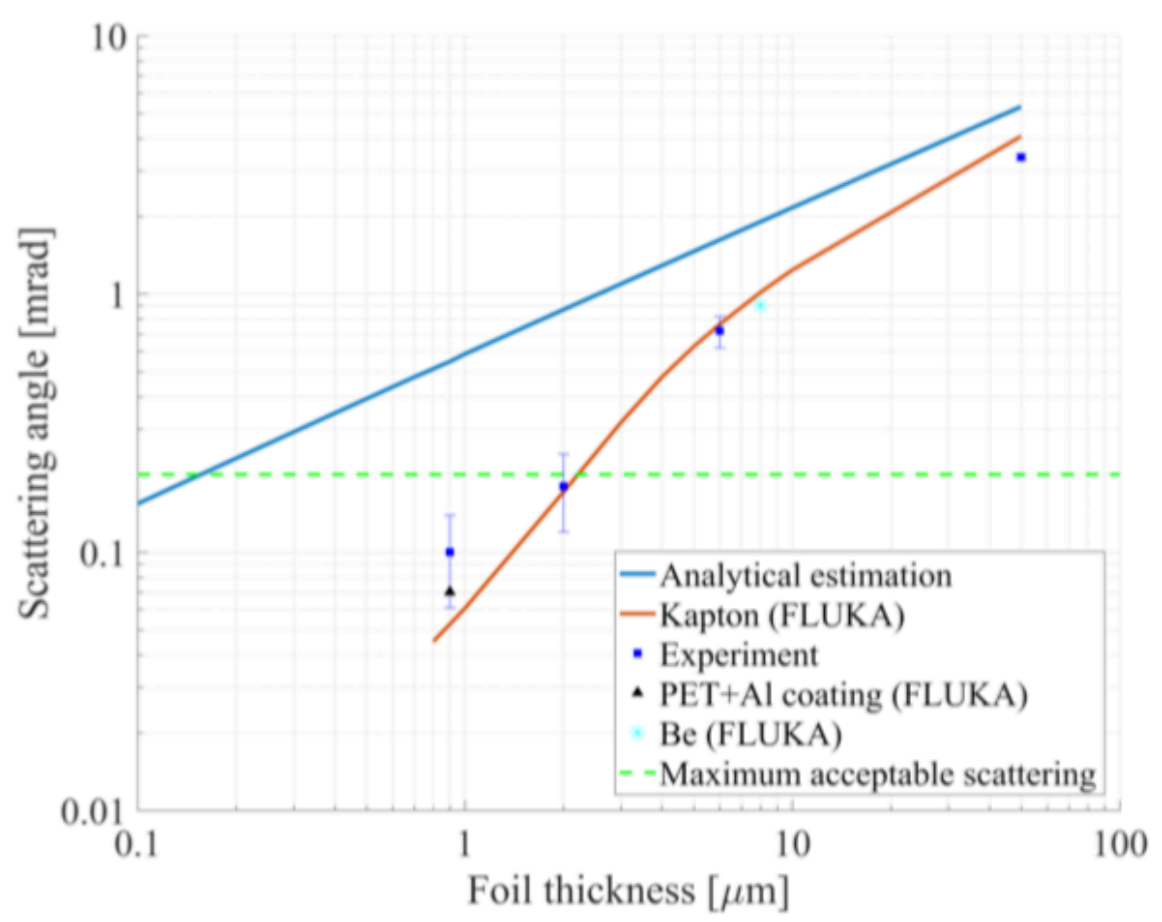 10
1
0.1
0.01
Scattering angle [mrad]
Analytical estimation
Kapton (FLUKA)
Experiment
PET+Al coating (FLUKA)
Be (FLUKA)
Maximum acceptable scattering
0.1
1
10
100
Foil thickness [μm]